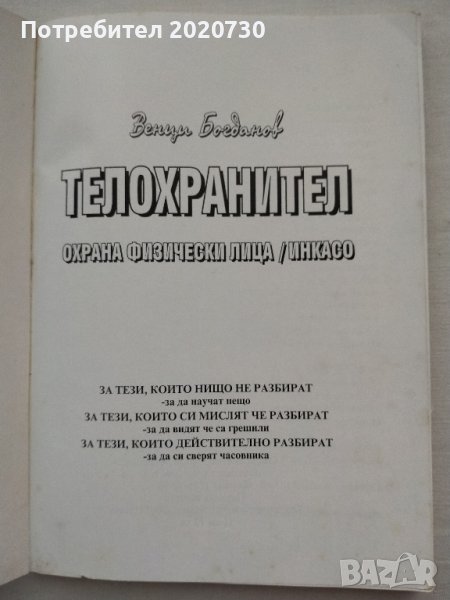 Потребител 2020730
Венци Богданов
ТЕЛОХРАНИТЕЛ
ОХРАНА ФИЗИЧЕСКИ ЛИЦА / ИНКАСО
ЗА ТЕЗИ, КОИТО НИЩО НЕ РАЗБИРАТ
-за да научат нещо
ЗА ТЕЗИ, КОИТО СИ МИСЛЯТ ЧЕ РАЗБИРАТ
-за да видят че са грешили
ЗА ТЕЗИ, КОИТО ДЕЙСТВИТЕЛНО РАЗБИРАТ
-за да си сверят часовника
BAZAR